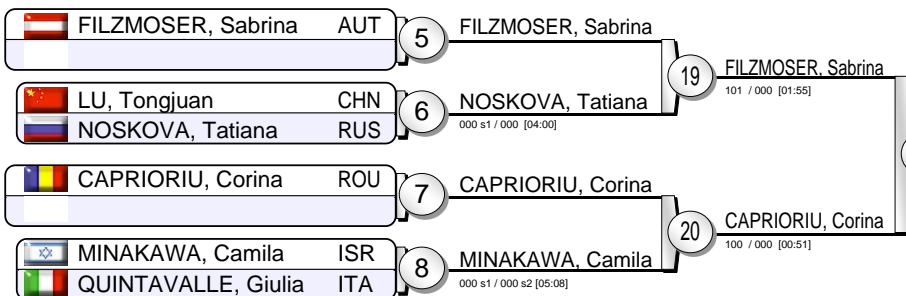 FILZMOSER, Sabrina AUT
5
FILZMOSER, Sabrina
LU, Tongjuan CHN
NOSKOVA, Tatiana RUS
6
NOSKOVA, Tatiana
000 s1 / 000 [04:00]
19
FILZMOSER, Sabrina
101 / 000 [01:55]
CAPRIORIU, Corina ROU
7
CAPRIORIU, Corina
MINAKAWA, Camila ISR
QUINTAVALLE, Giulia ITA
8
MINAKAWA, Camila
000 s1 / 000 s2 [05:08]
20
CAPRIORIU, Corina
100 / 000 [00:51]